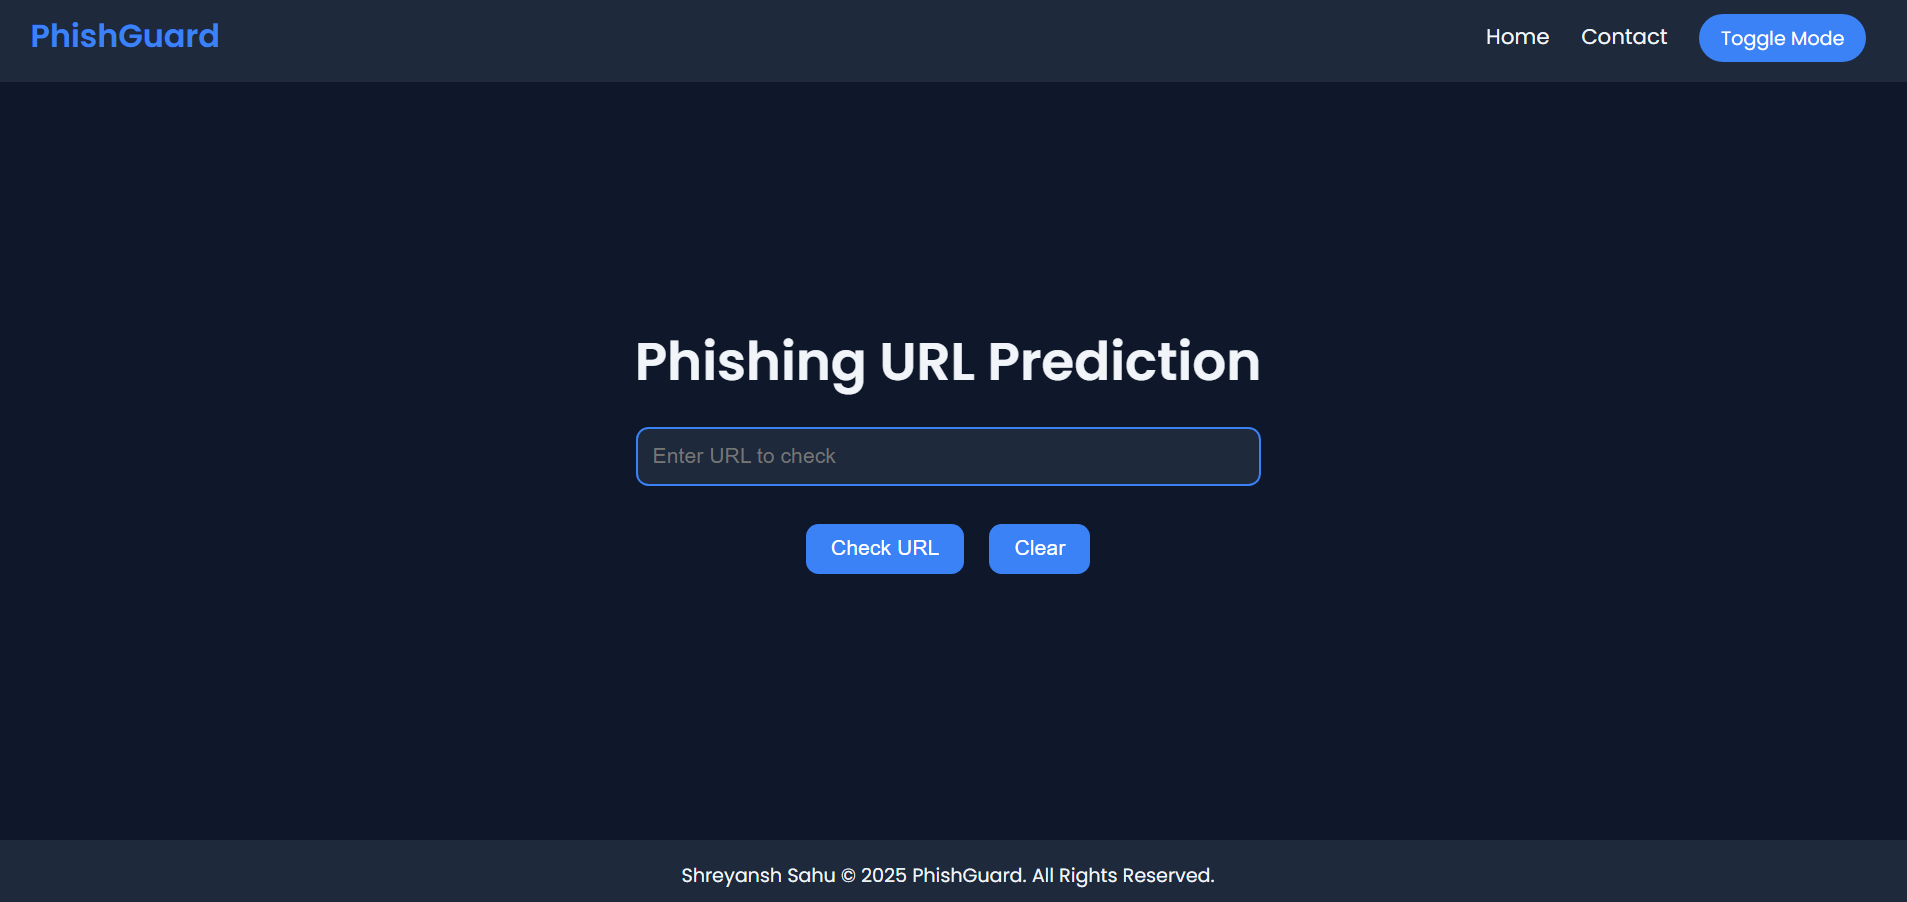 PhishGuard
Home
Contact
Toggle Mode
Phishing URL Prediction
Enter URL to check
Check URL
Clear
Shreyansh Sahu © 2025 PhishGuard. All Rights Reserved.